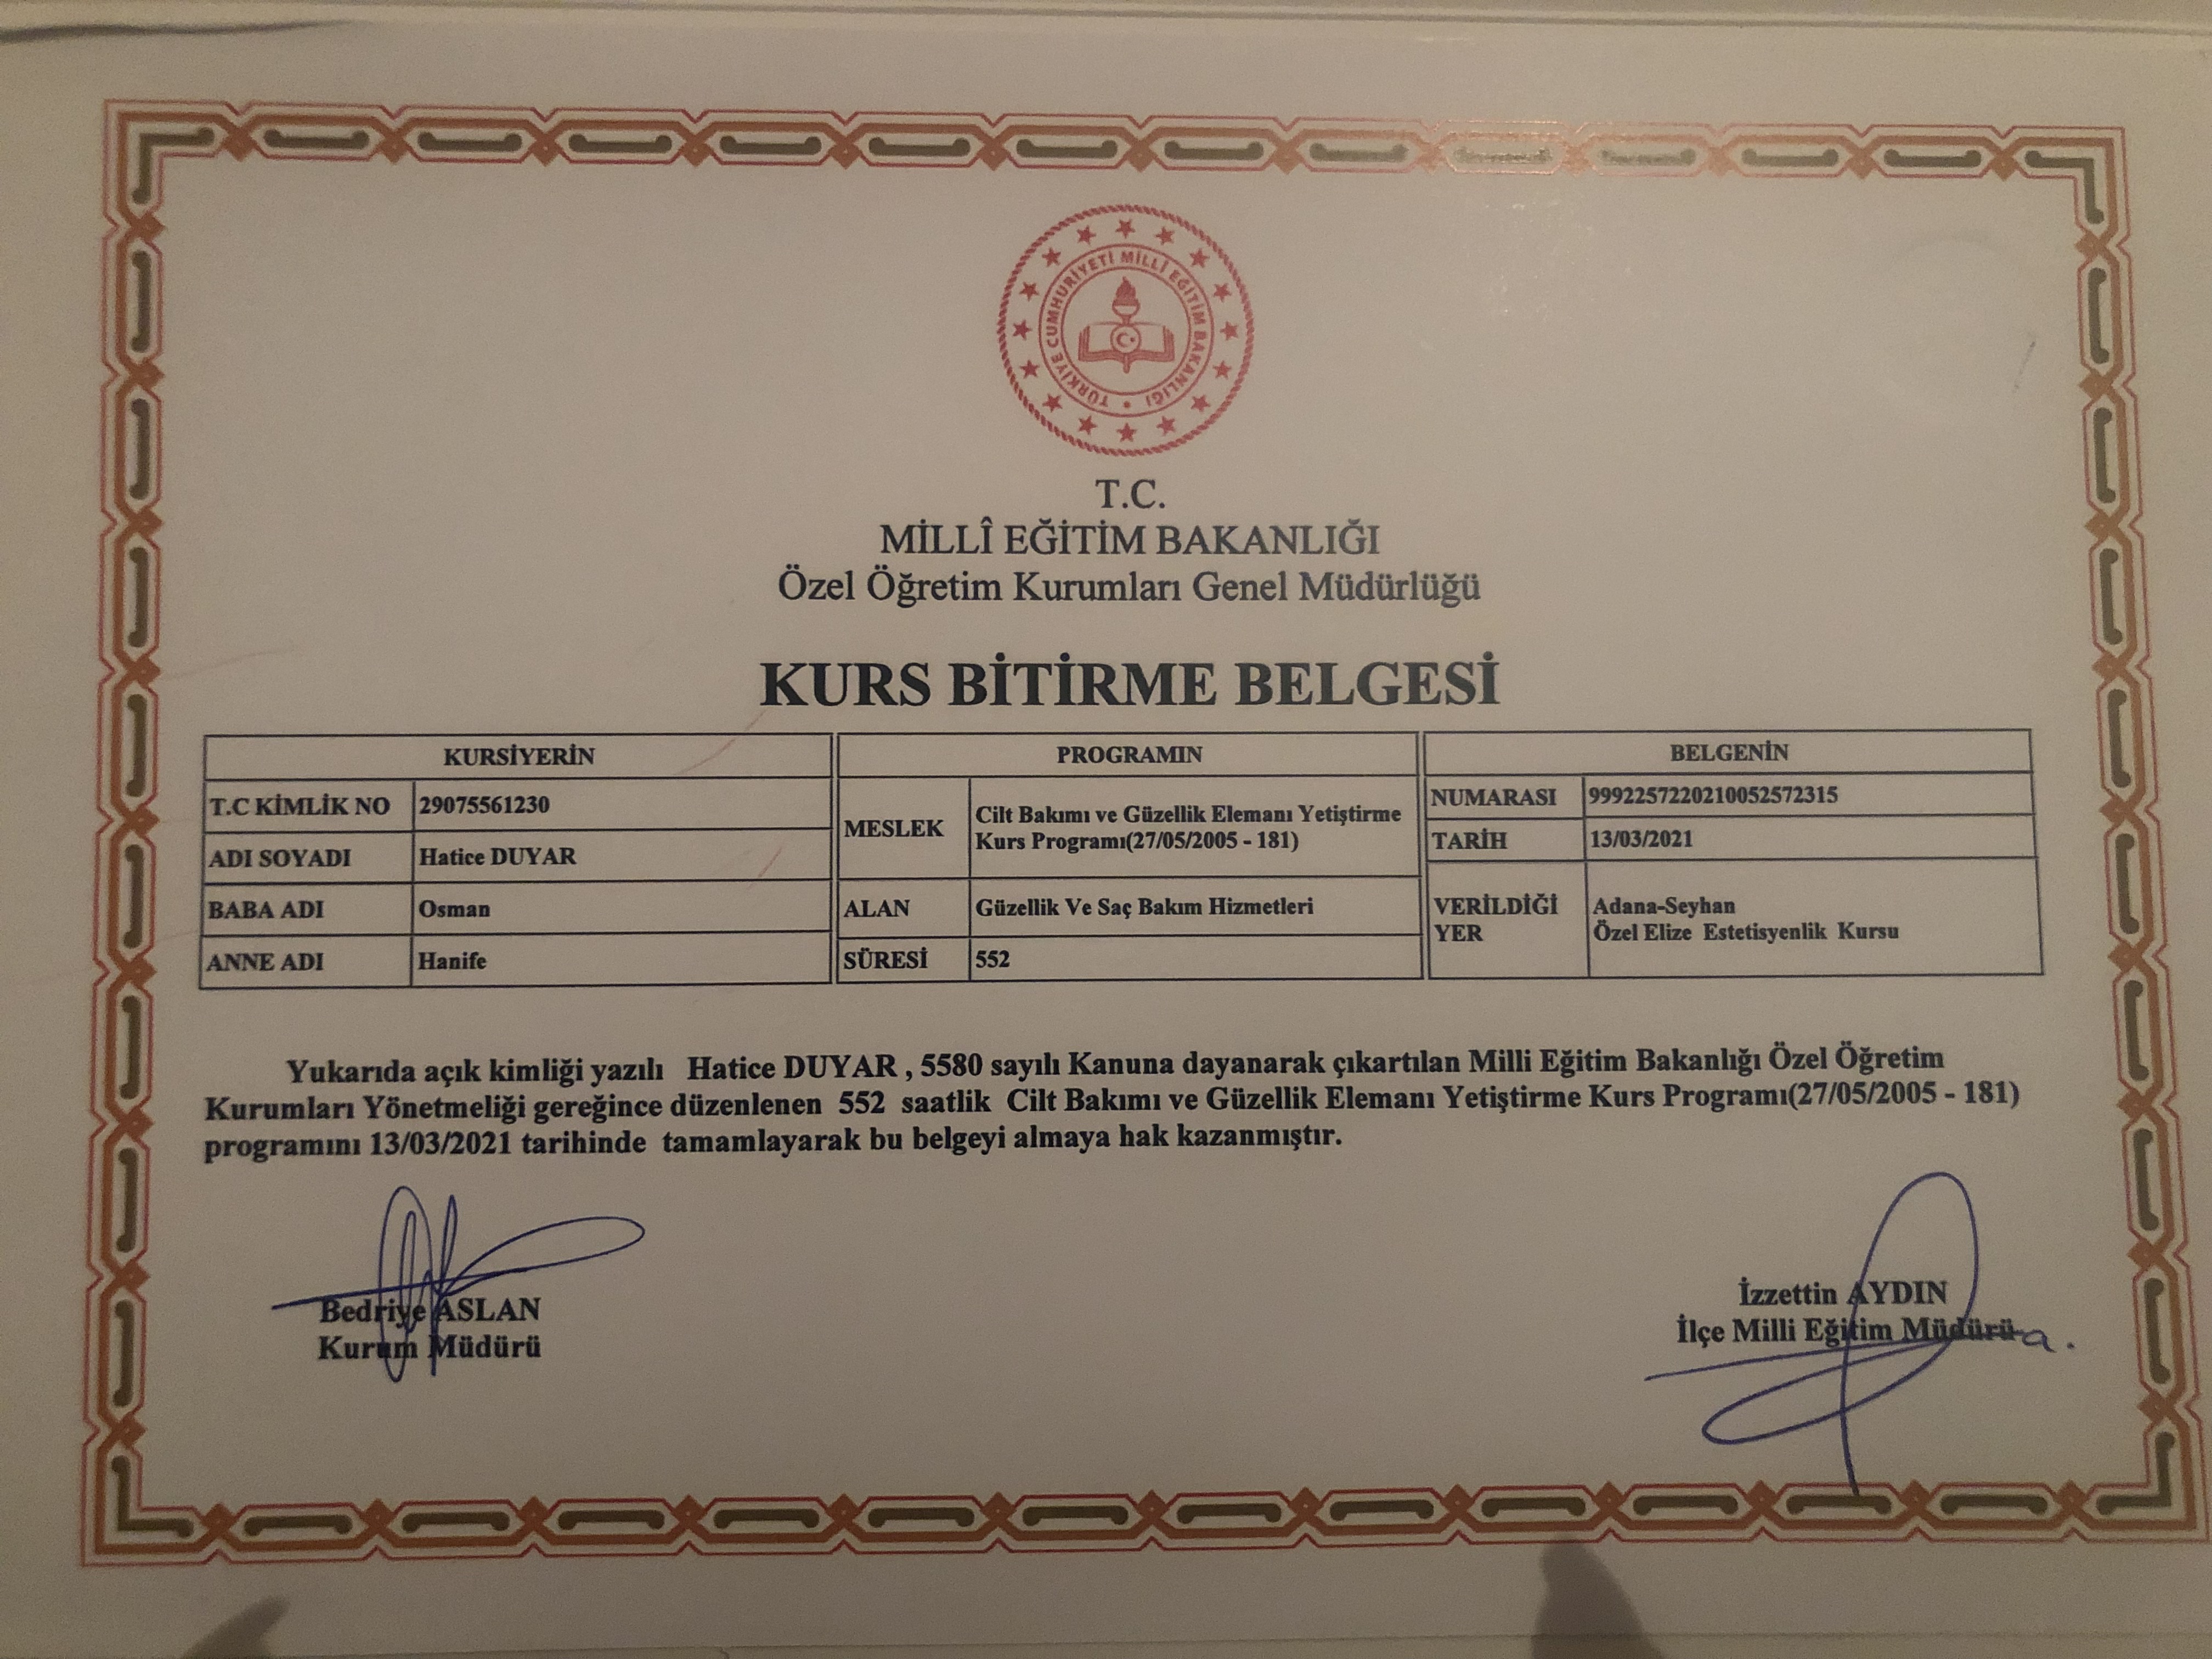 TÜRKİYE CUMHURİYETİ MİLLÎ EĞİTİM BAKANLIĞI
T.C.
MİLLÎ EĞİTİM BAKANLIĞI
Özel Öğretim Kurumları Genel Müdürlüğü
KURS BİTİRME BELGESİ
KURSİYERİN
T.C KİMLİK NO 29075561230
ADI SOYADI Hatice DUYAR
BABA ADI Osman
ANNE ADI Hanife
PROGRAMIN
MESLEK Cilt Bakımı ve Güzellik Elemanı Yetiştirme
Kurs Programı(27/05/2005 - 181)
ALAN Güzellik Ve Saç Bakım Hizmetleri
SÜRESİ 552
BELGENİN
NUMARASI 9992257220210052572315
TARİH 13/03/2021
VERİLDİĞİ Adana-Seyhan
YER Özel Elize Estetisyenlik Kursu
Yukarıda açık kimliği yazılı Hatice DUYAR , 5580 sayılı Kanuna dayanarak çıkartılan Milli Eğitim Bakanlığı Özel Öğretim
Kurumları Yönetmeliği gereğince düzenlenen 552 saatlik Cilt Bakımı ve Güzellik Elemanı Yetiştirme Kurs Programı(27/05/2005 - 181)
programını 13/03/2021 tarihinde tamamlayarak bu belgeyi almaya hak kazanmıştır.
Bedriye ASLAN
Kurum Müdürü
İzzettin AYDIN
İlçe Milli Eğitim Müdürü a.